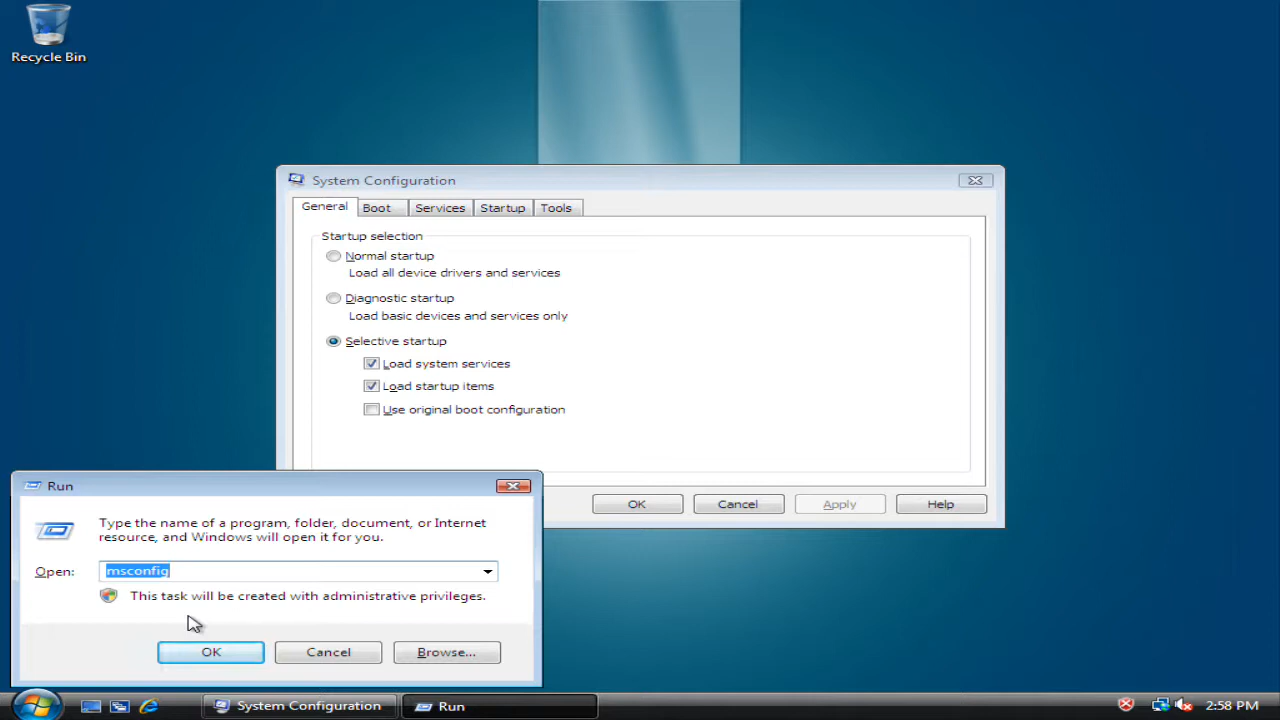 Recycle Bin
System Configuration
General Boot Services Startup Tools
Startup selection
Normal startup
Load all device drivers and services
Diagnostic startup
Load basic devices and services only
Selective startup
Load system services
Load startup items
Use original boot configuration
OK Cancel Apply Help
Run
Type the name of a program, folder, document, or Internet
resource, and Windows will open it for you.
Open: msconfig
This task will be created with administrative privileges.
OK Cancel Browse...
System Configuration Run 2:58 PM